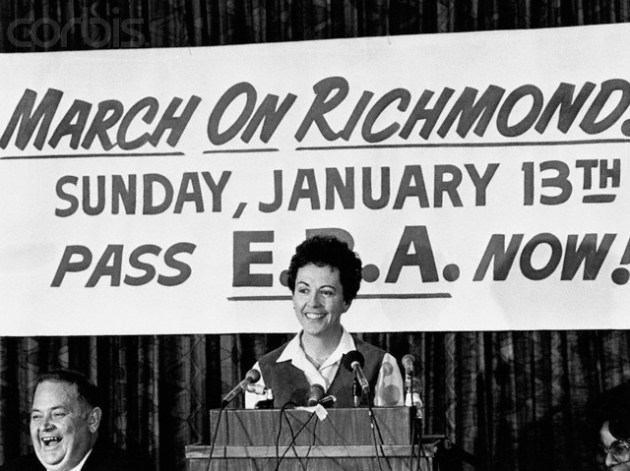 corbis
MARCH ON RICHMOND
SUNDAY, JANUARY 13TH
PASS E.R.A. NOW!